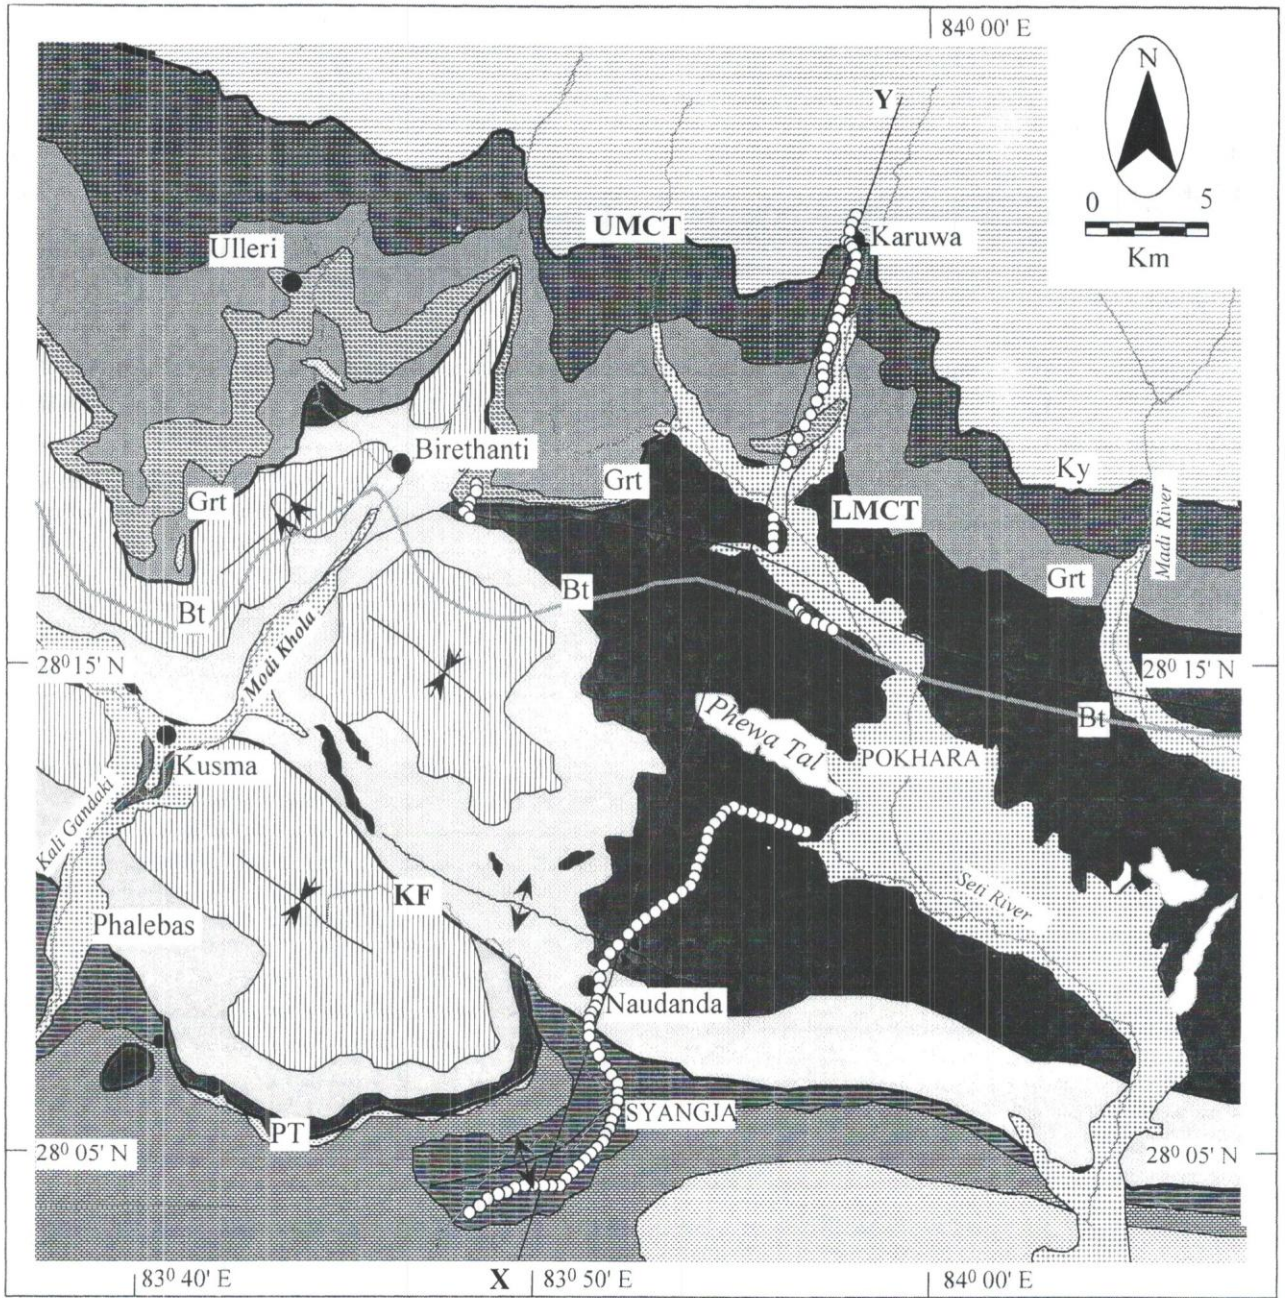 84⁰ 00' E
N
Y
0 5
Km
UMCT
Karuwa
Ulleri
Birethanti
Grt
Grt
Ky
LMCT
Madi River
Grt
Bt
Bt
Modi Khola
28⁰ 15' N
28⁰ 15' N
Phewa Tal
Bt
Kusma
POKHARA
Kali Gandaki
KF
Seti River
Phalebas
Naudanda
SYANGJA
PT
28⁰ 05' N
28⁰ 05' N
83⁰ 40' E
X
83⁰ 50' E
84⁰ 00' E